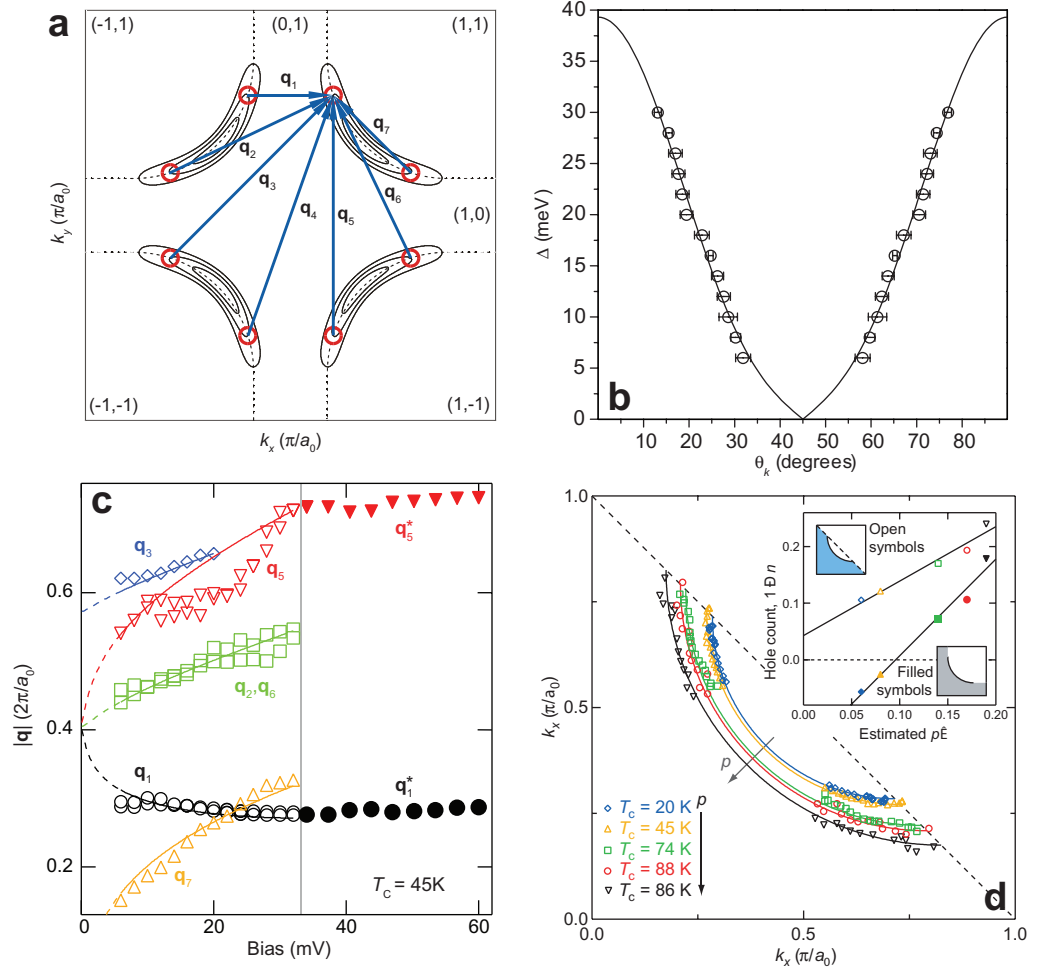 a
(-1,1)
(0,1)
(1,1)
q1
q2
q3
q4
q5
q6
q7
(1,0)
(-1,-1)
(1,-1)
ky (π/a0)
kx (π/a0)
b
40
35
30
25
20
15
10
5
0
Δ (meV)
10 20 30 40 50 60 70 80
θk (degrees)
c
q3
q5
q5*
q2,q6
q1
q1*
q7
Tc = 45K
0.6
0.4
0.2
|q| (2π/a0)
0 20 40 60
Bias (mV)
d
1.0
0.5
0.0
kx (π/a0)
0.5 1.0
kx (π/a0)
p
Tc = 20 K
Tc = 45 K
Tc = 74 K
Tc = 88 K
Tc = 86 K
p
Open
symbols
Filled
symbols
0.2
0.1
0.0
Hole count, 1 Ð n
0.00 0.05 0.10 0.15 0.20
Estimated pÊ